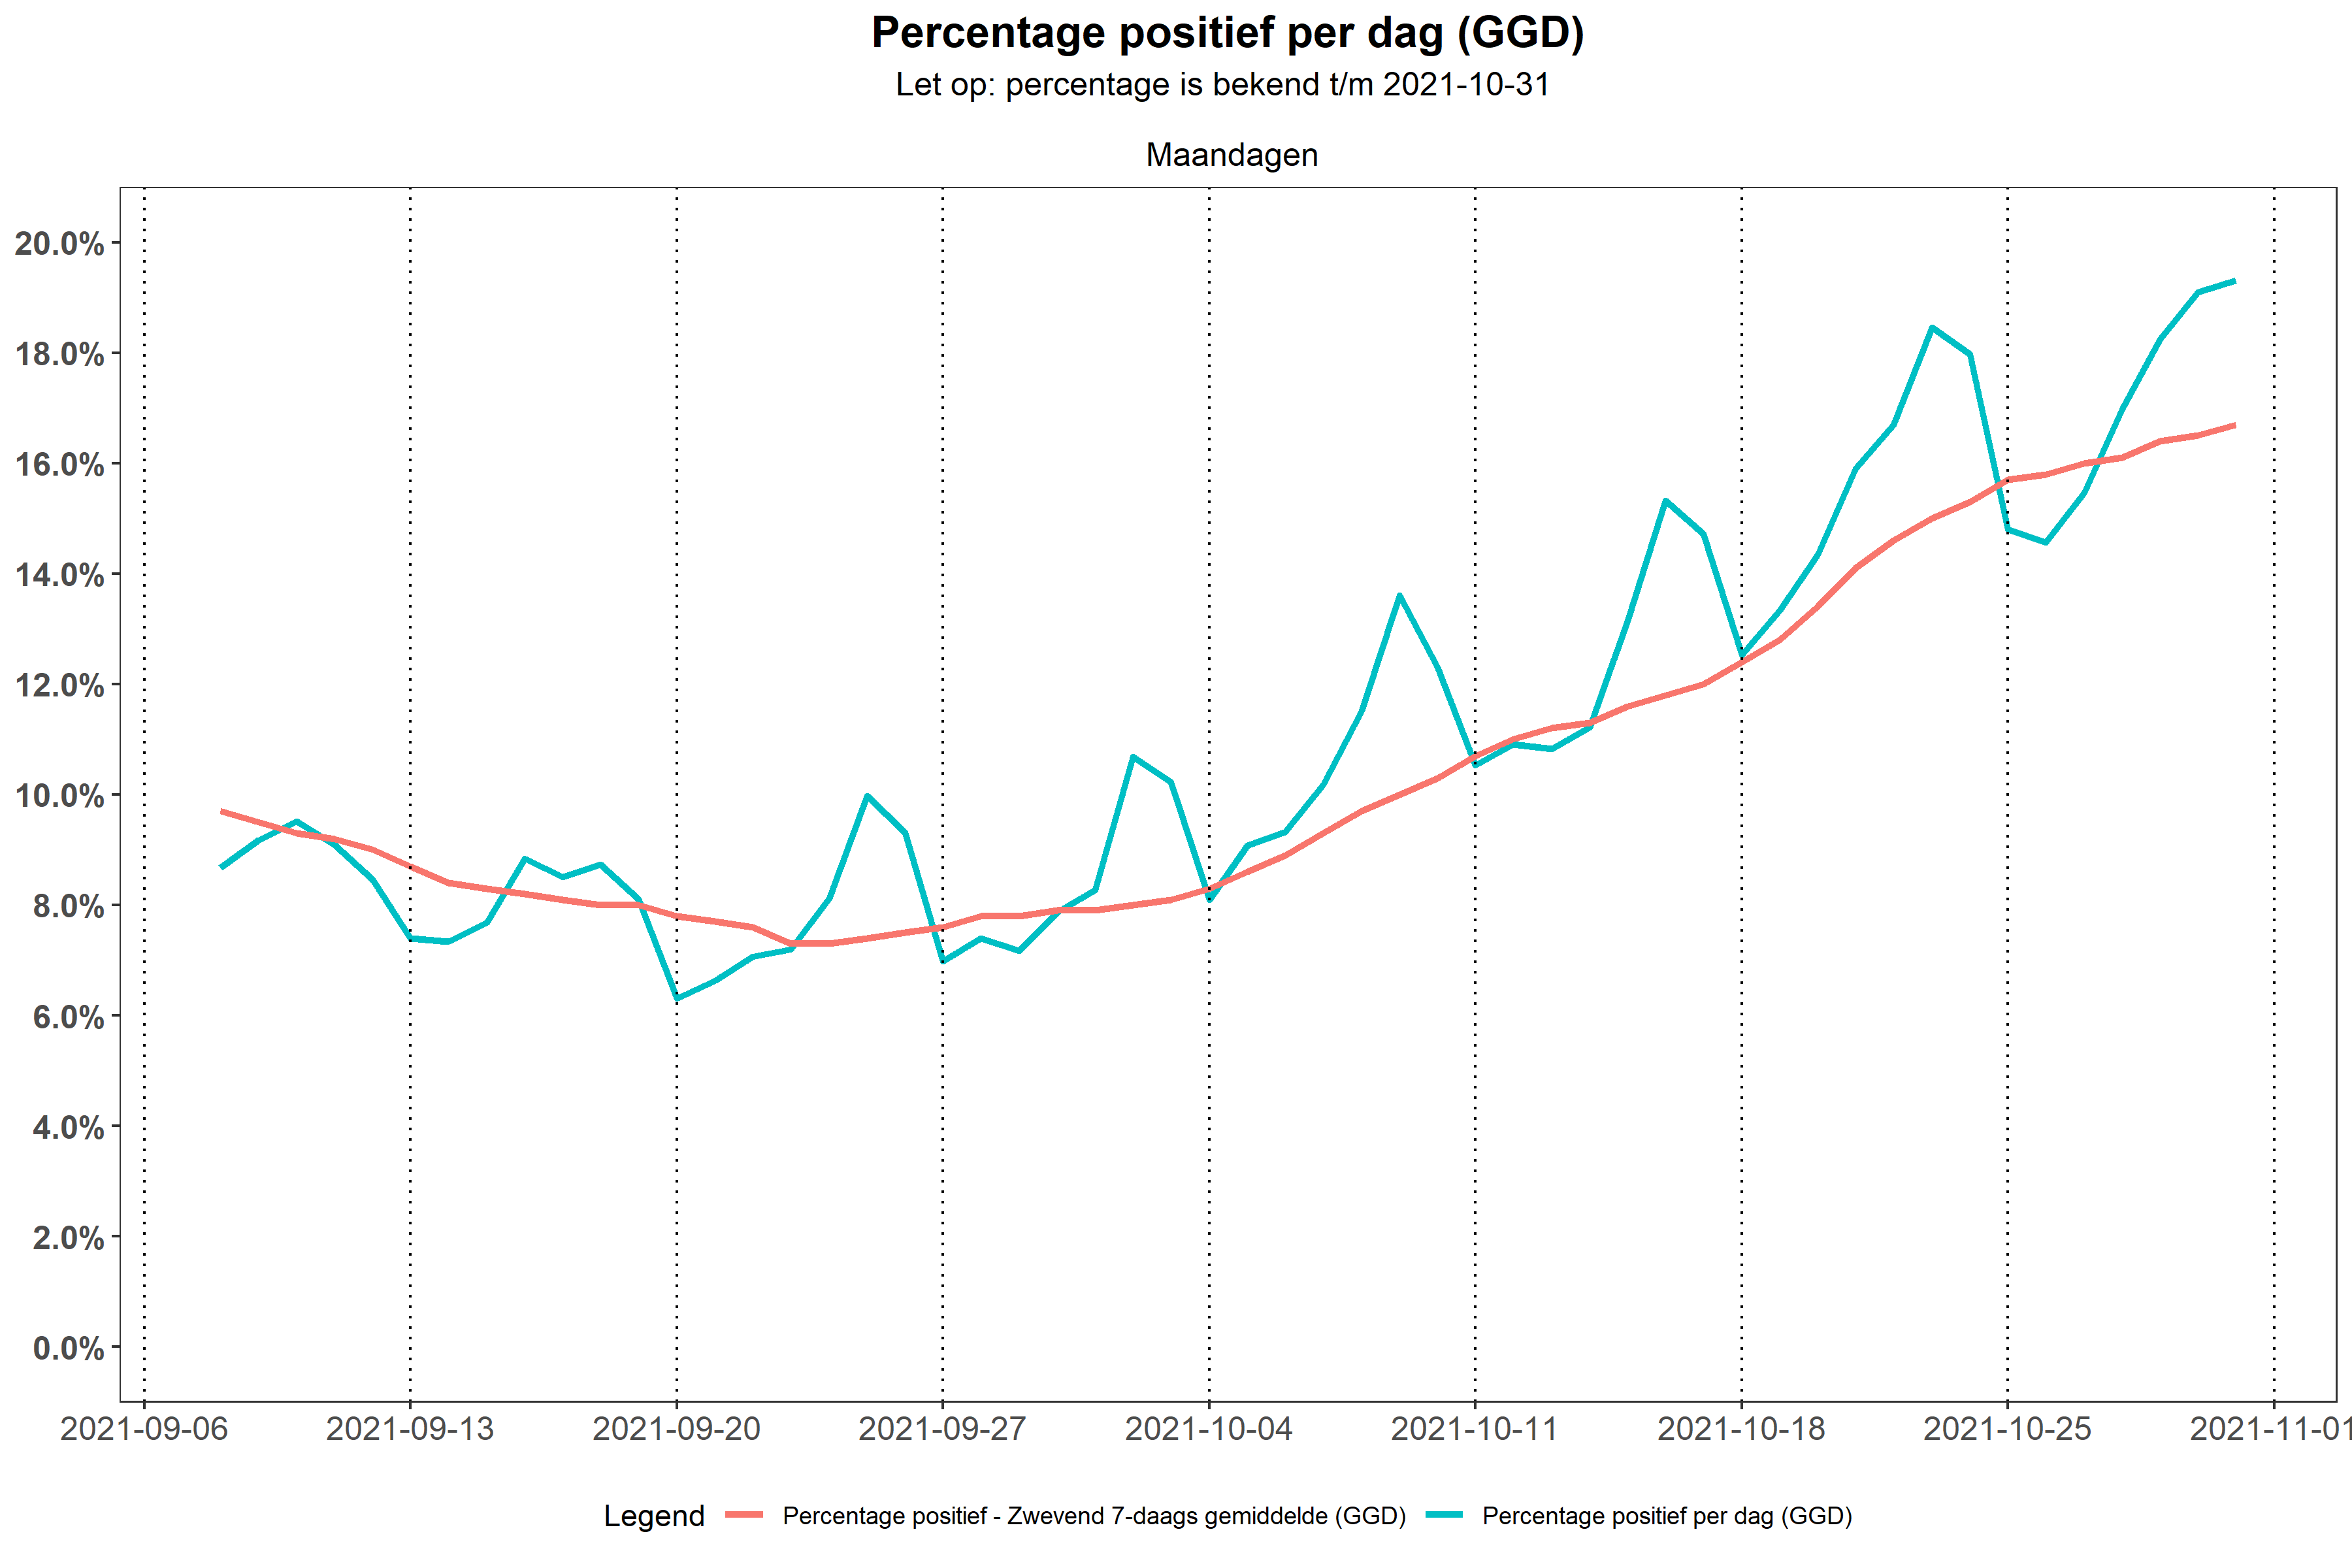 Percentage positief per dag (GGD)
Let op: percentage is bekend t/m 2021-10-31
Maandagen
20.0%
18.0%
16.0%
14.0%
12.0%
10.0%
8.0%
6.0%
4.0%
2.0%
0.0%
2021-09-06 2021-09-13 2021-09-20 2021-09-27 2021-10-04 2021-10-11 2021-10-18 2021-10-25 2021-11-01
Legend Percentage positief - Zwevend 7-daags gemiddelde (GGD) Percentage positief per dag (GGD)